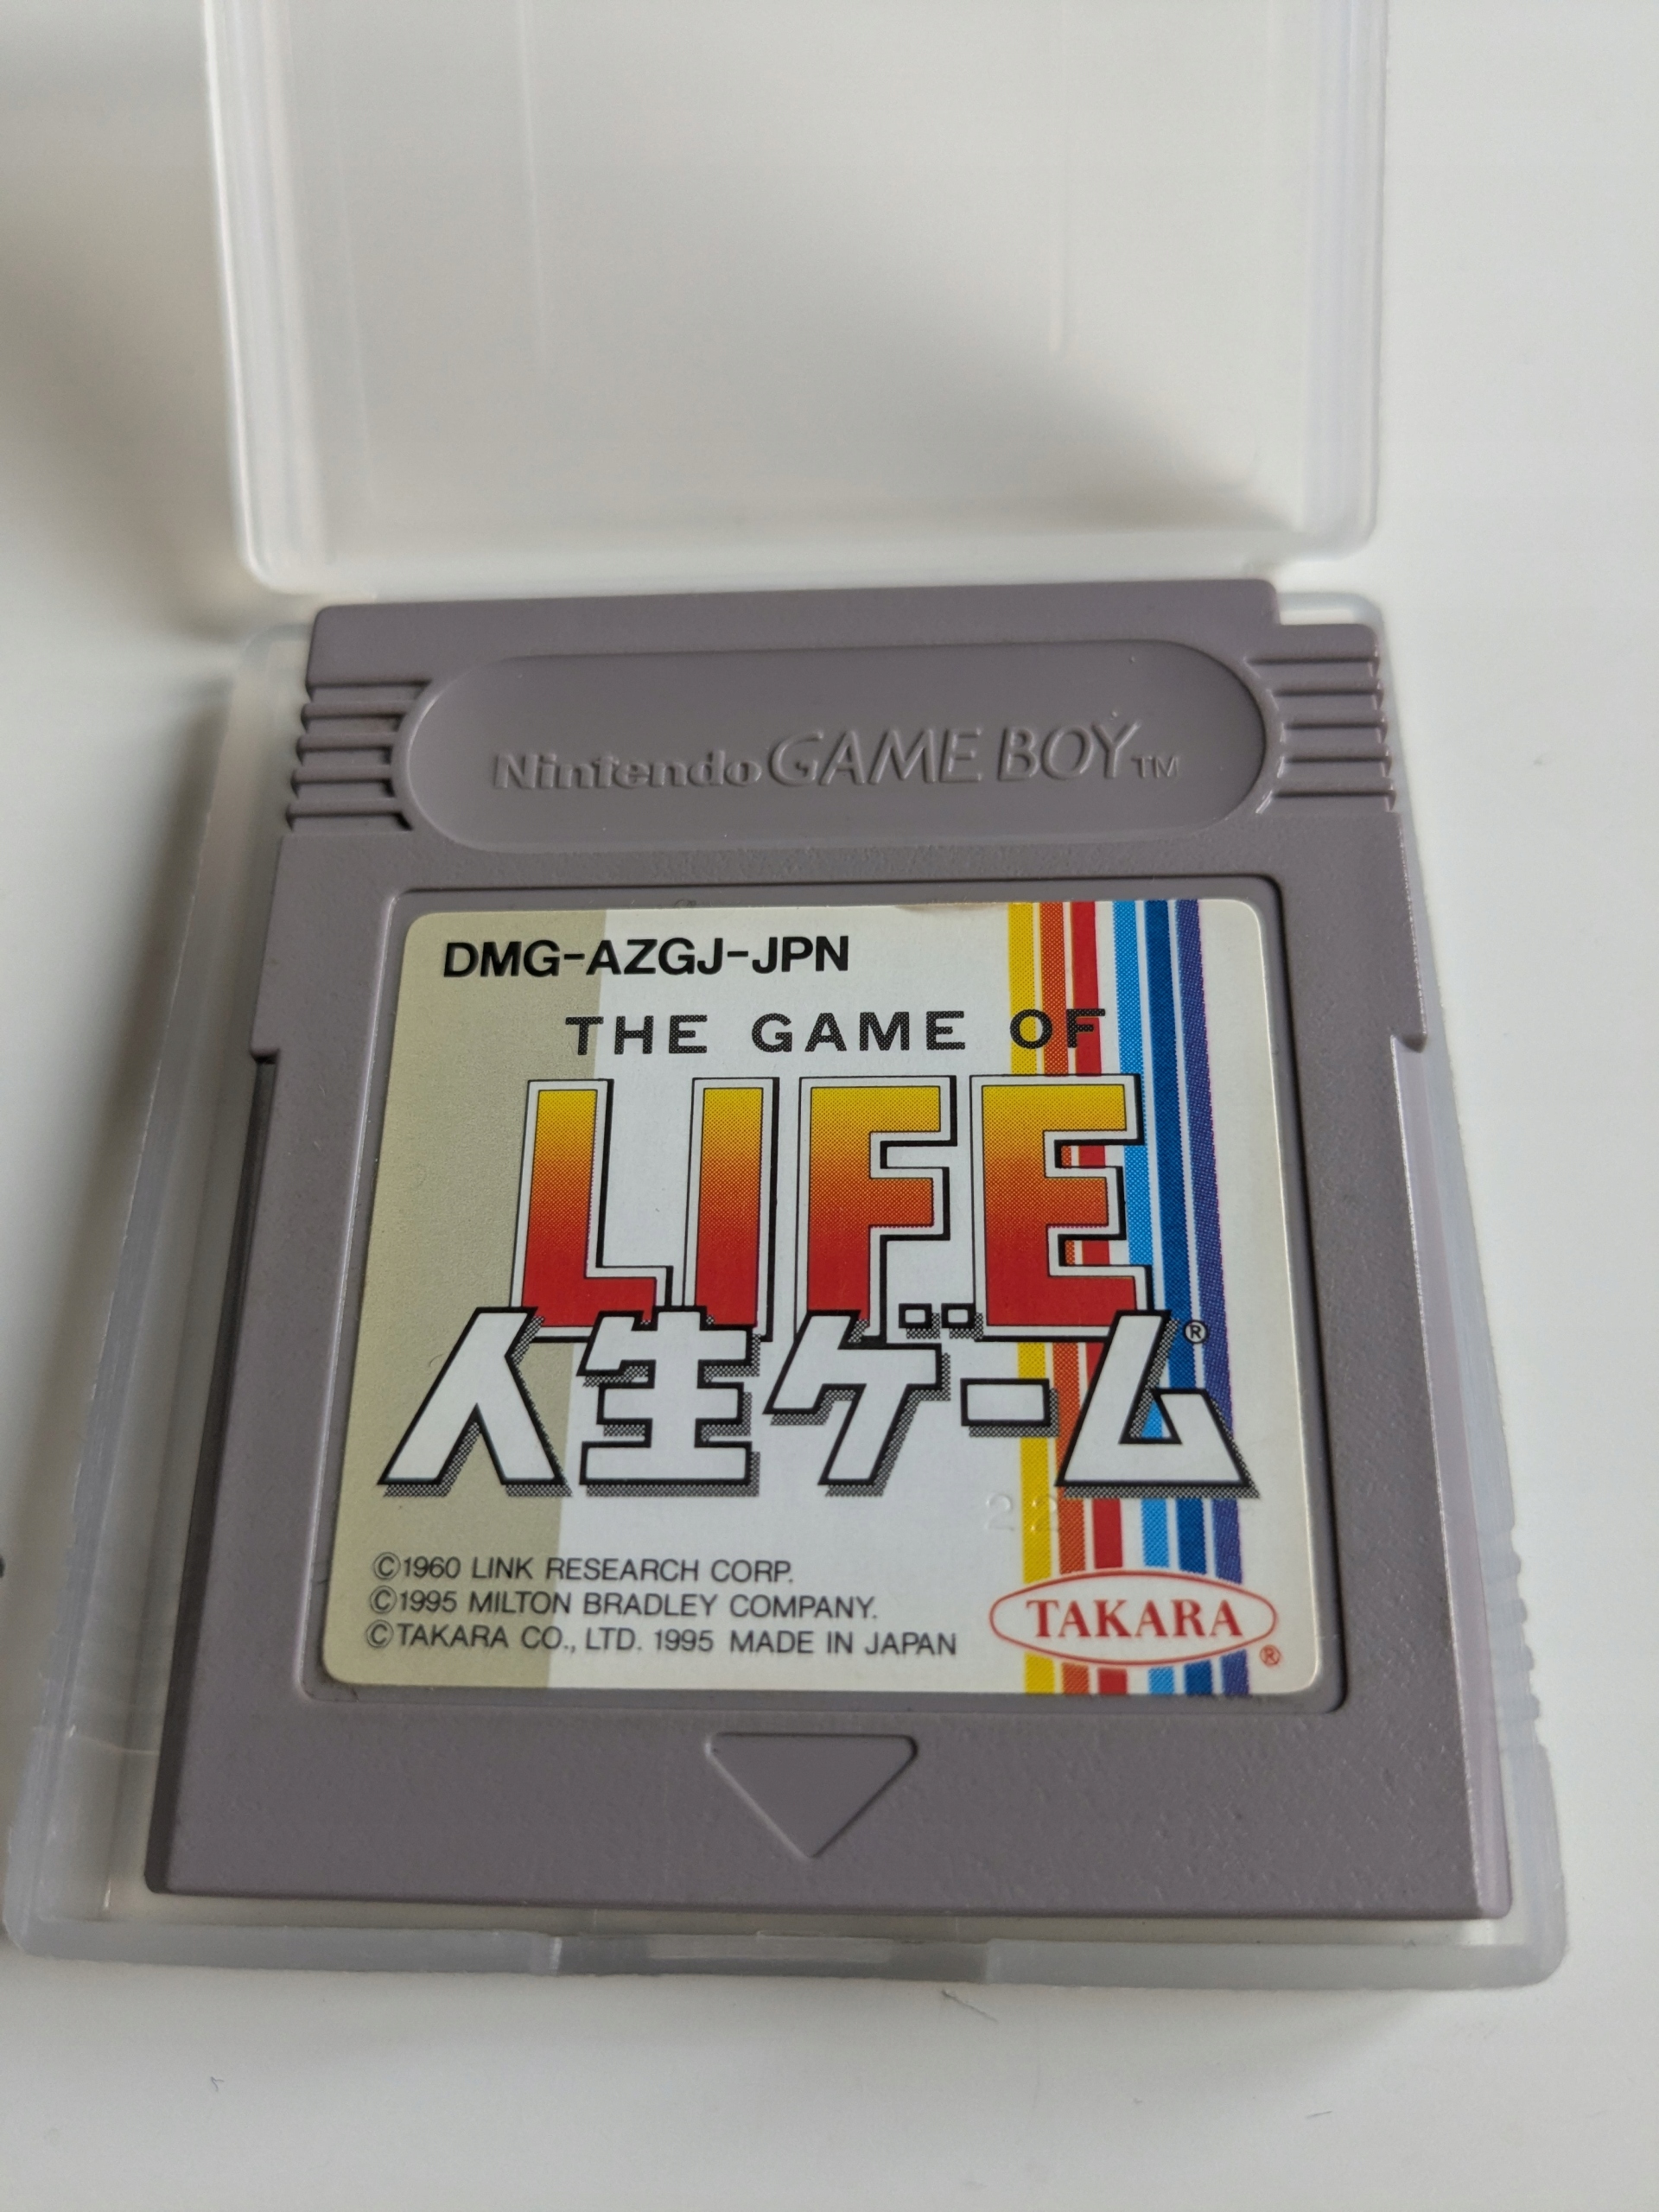 Nintendo GAME BOY™
DMG-AZGJ-JPN
THE GAME OF
LIFE
人生ゲーム®
22
©1960 LINK RESEARCH CORP.
©1995 MILTON BRADLEY COMPANY.
©TAKARA CO., LTD. 1995 MADE IN JAPAN
TAKARA®